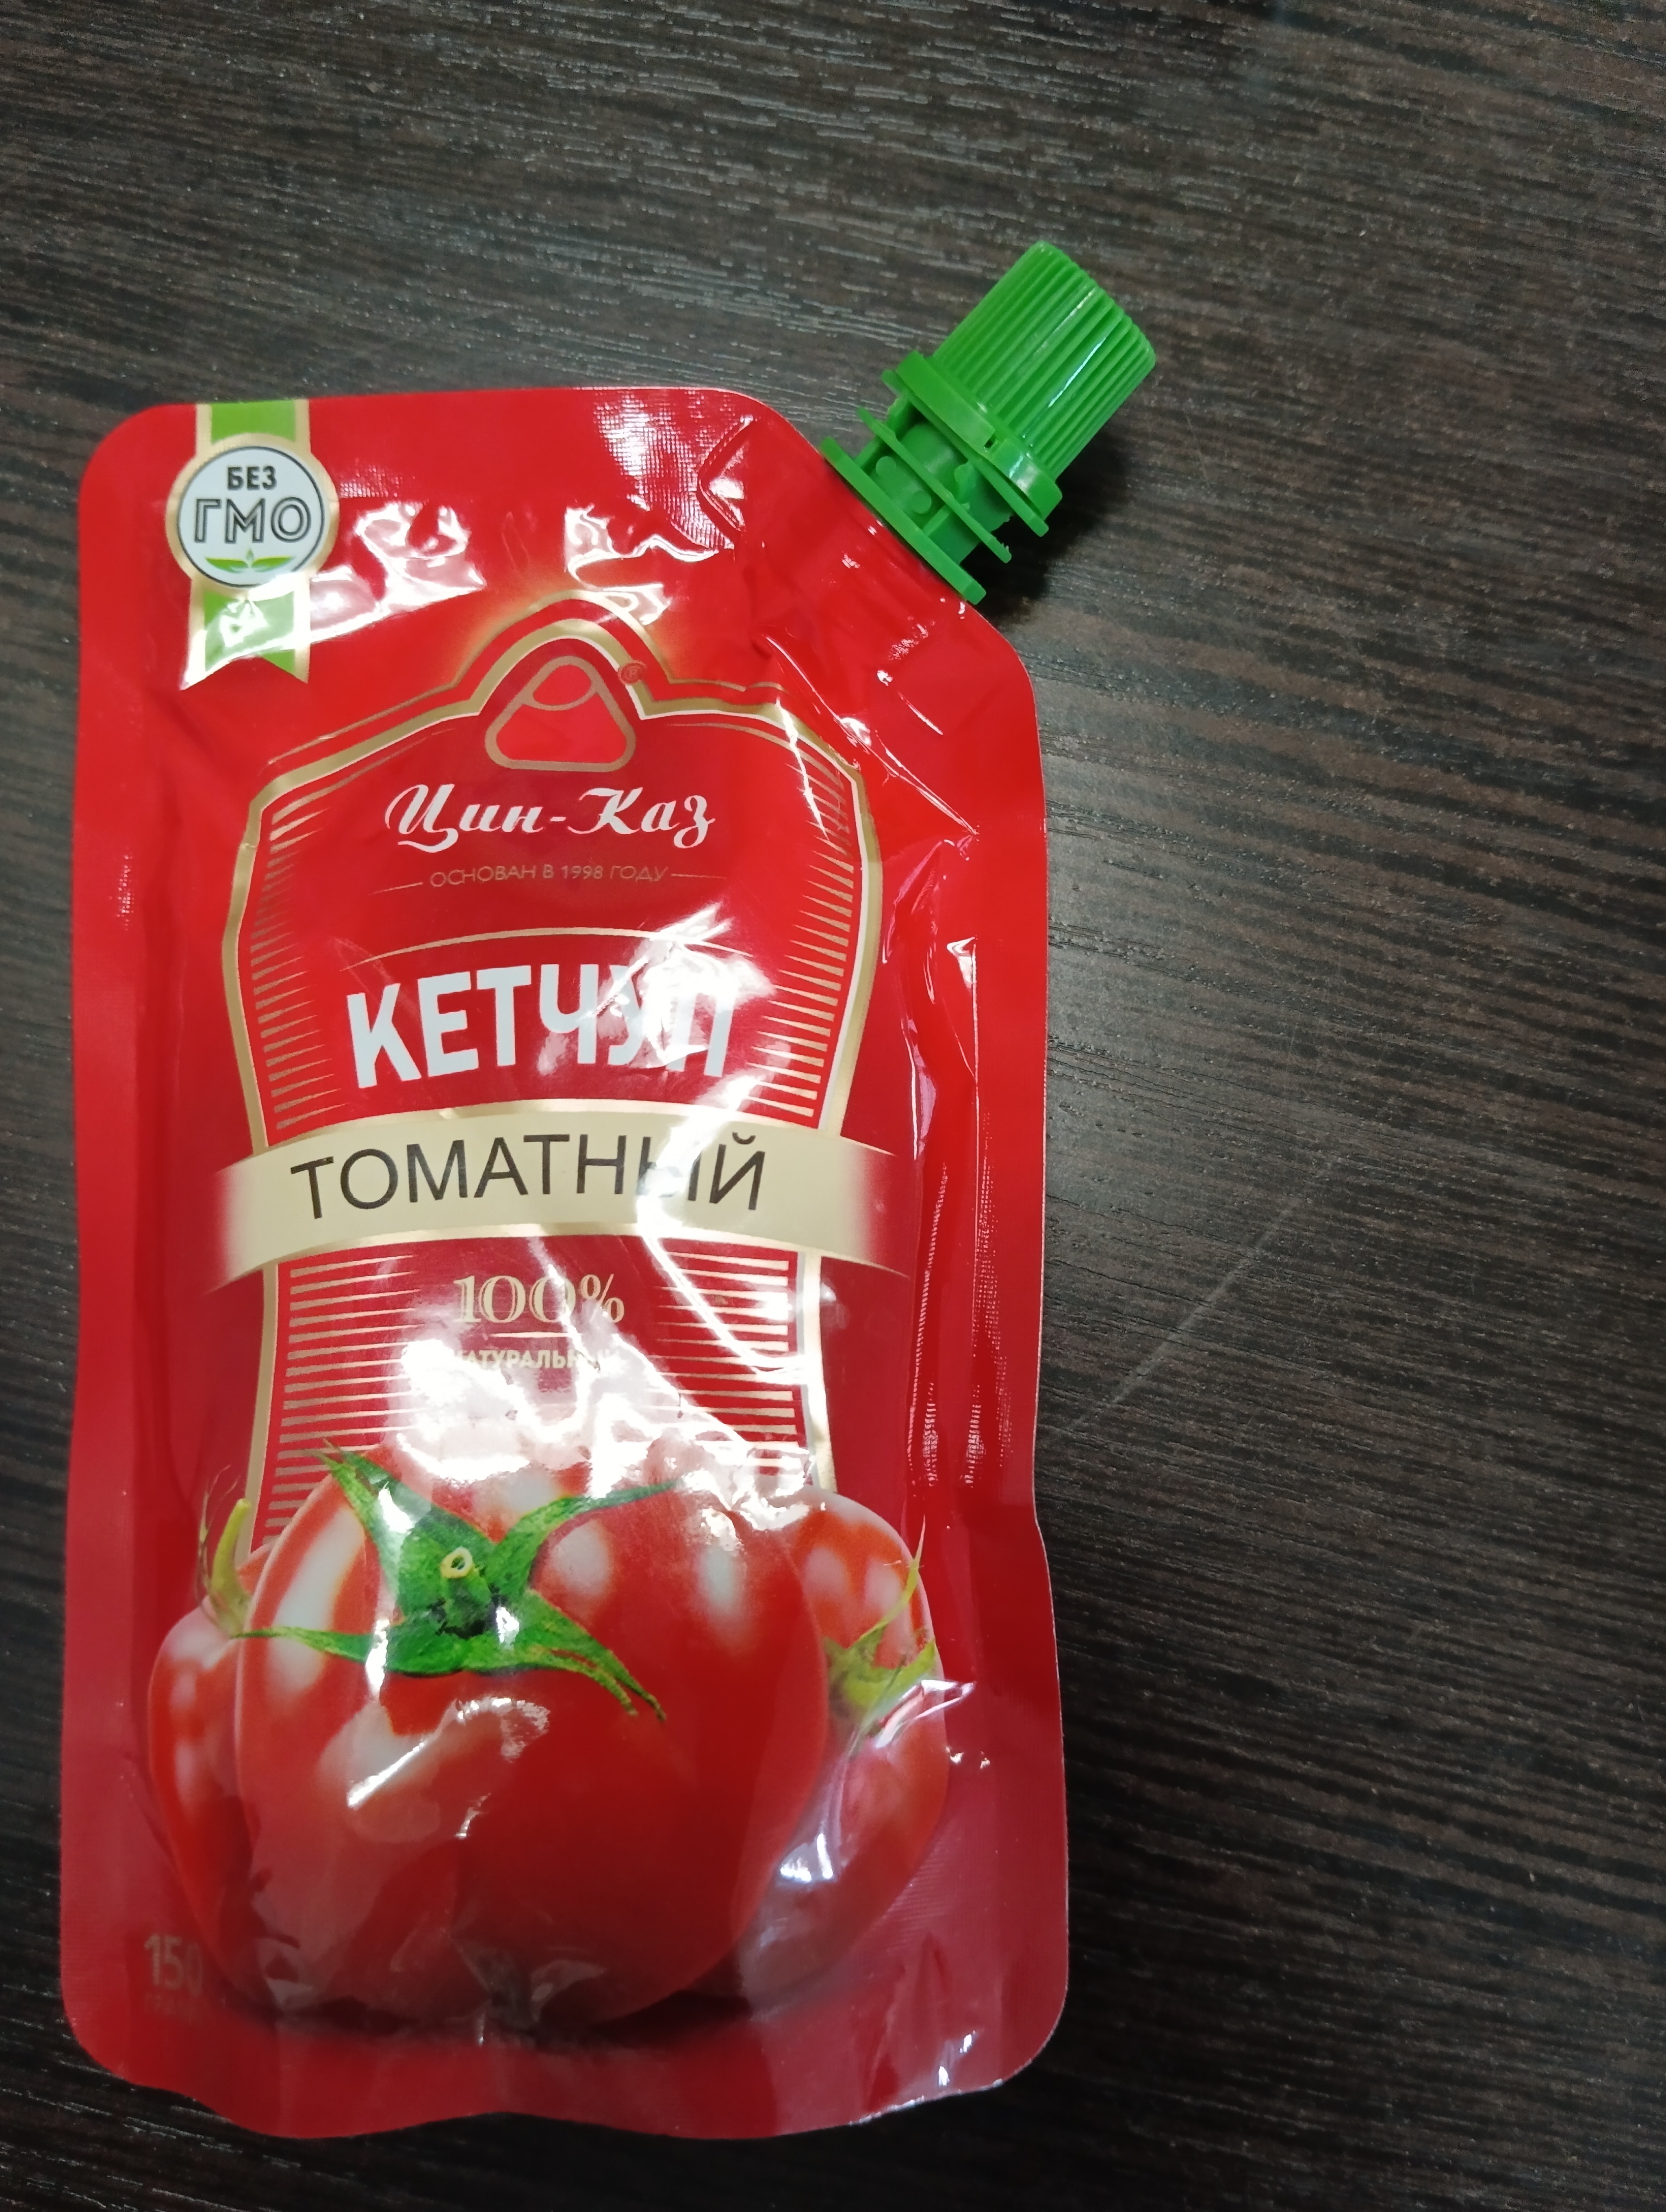 БЕЗ
ГМО
®
Цин-Каз
ОСНОВАН В 1998 ГОДУ
КЕТЧУП
ТОМАТНЫЙ
100%
150